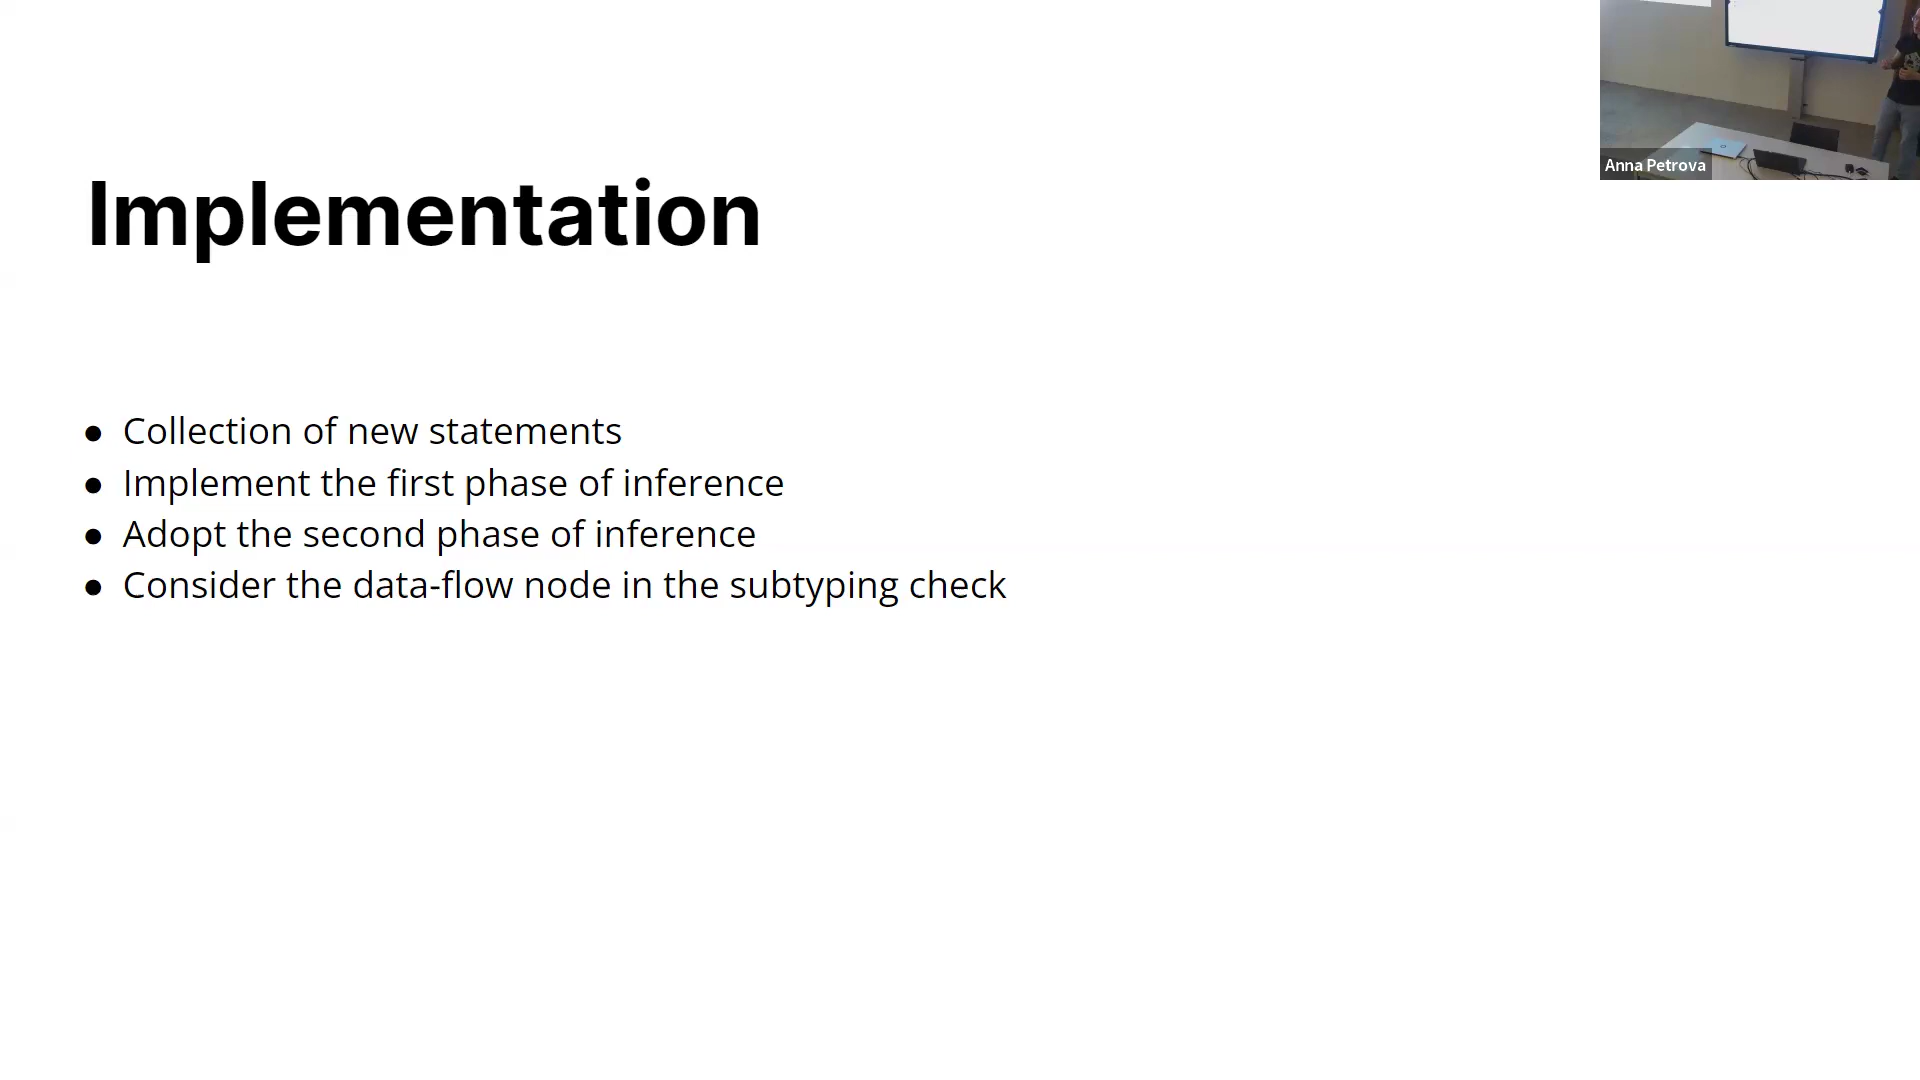 Implementation
● Collection of new statements
● Implement the first phase of inference
● Adopt the second phase of inference
● Consider the data-flow node in the subtyping check
Anna Petrova